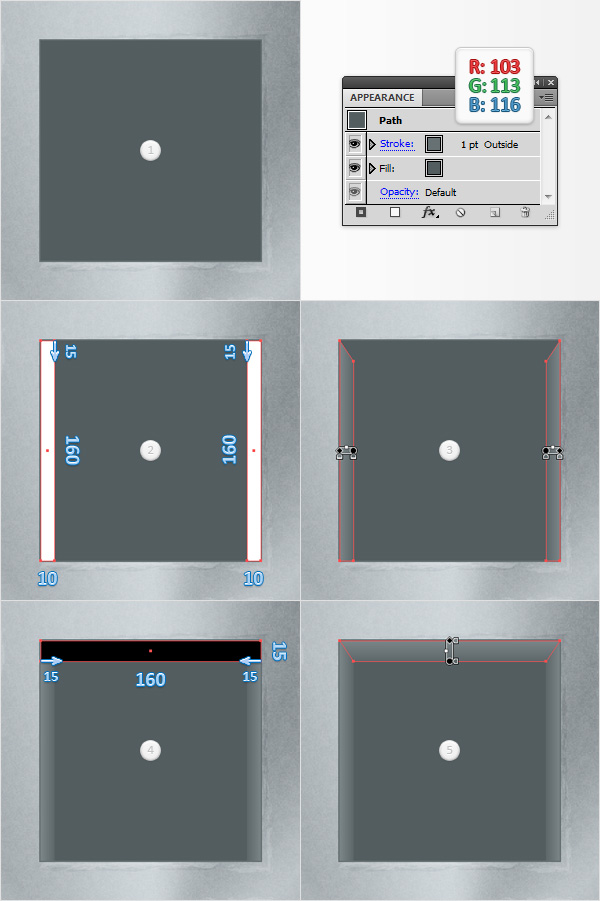 1
R: 103
G: 113
B: 116
APPEARANCE
Path
Stroke: 1 pt Outside
Fill:
Opacity: Default
fx
15 15
160 2 160
10 10
3
15
15 160 15
4
5